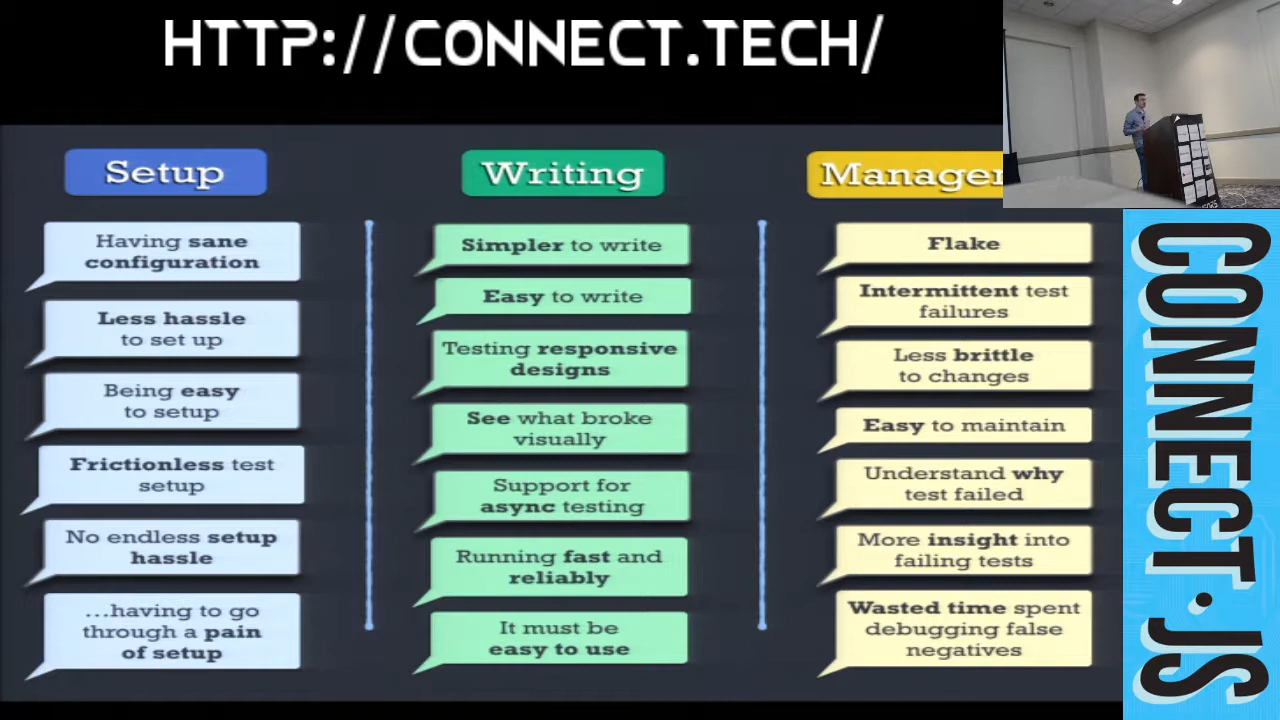 HTTP://CONNECT.TECH/
Setup
Having sane
configuration
Less hassle
to set up
Being easy
to setup
Frictionless test
setup
No endless setup
hassle
...having to go
through a pain
of setup
Writing
Simpler to write
Easy to write
Testing responsive
designs
See what broke
visually
Support for
async testing
Running fast and
reliably
It must be
easy to use
Manager
Flake
Intermittent test
failures
Less brittle
to changes
Easy to maintain
Understand why
test failed
More insight into
failing tests
Wasted time spent
debugging false
negatives
CONNECT.JS